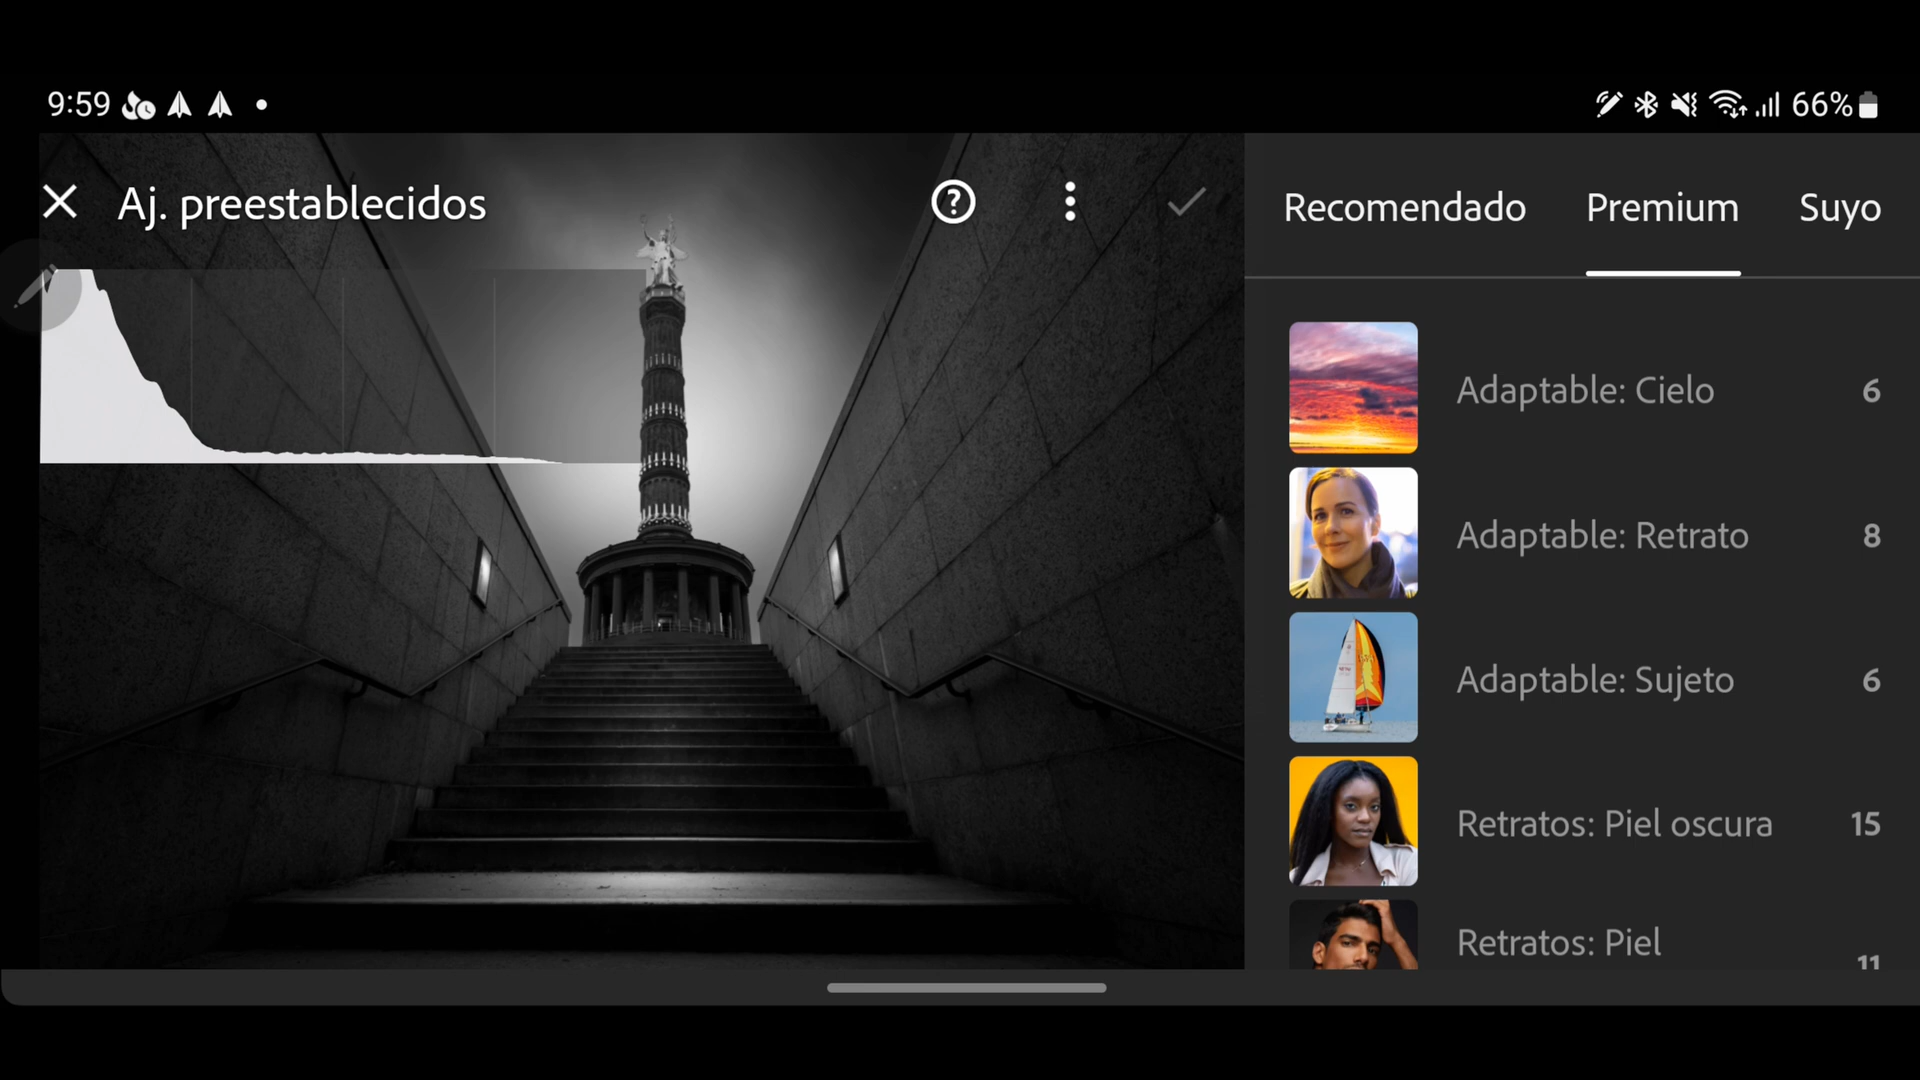 9:59
66%
Aj. preestablecidos
Recomendado Premium Suyo
Adaptable: Cielo 6
Adaptable: Retrato 8
Adaptable: Sujeto 6
Retratos: Piel oscura 15
Retratos: Piel 11